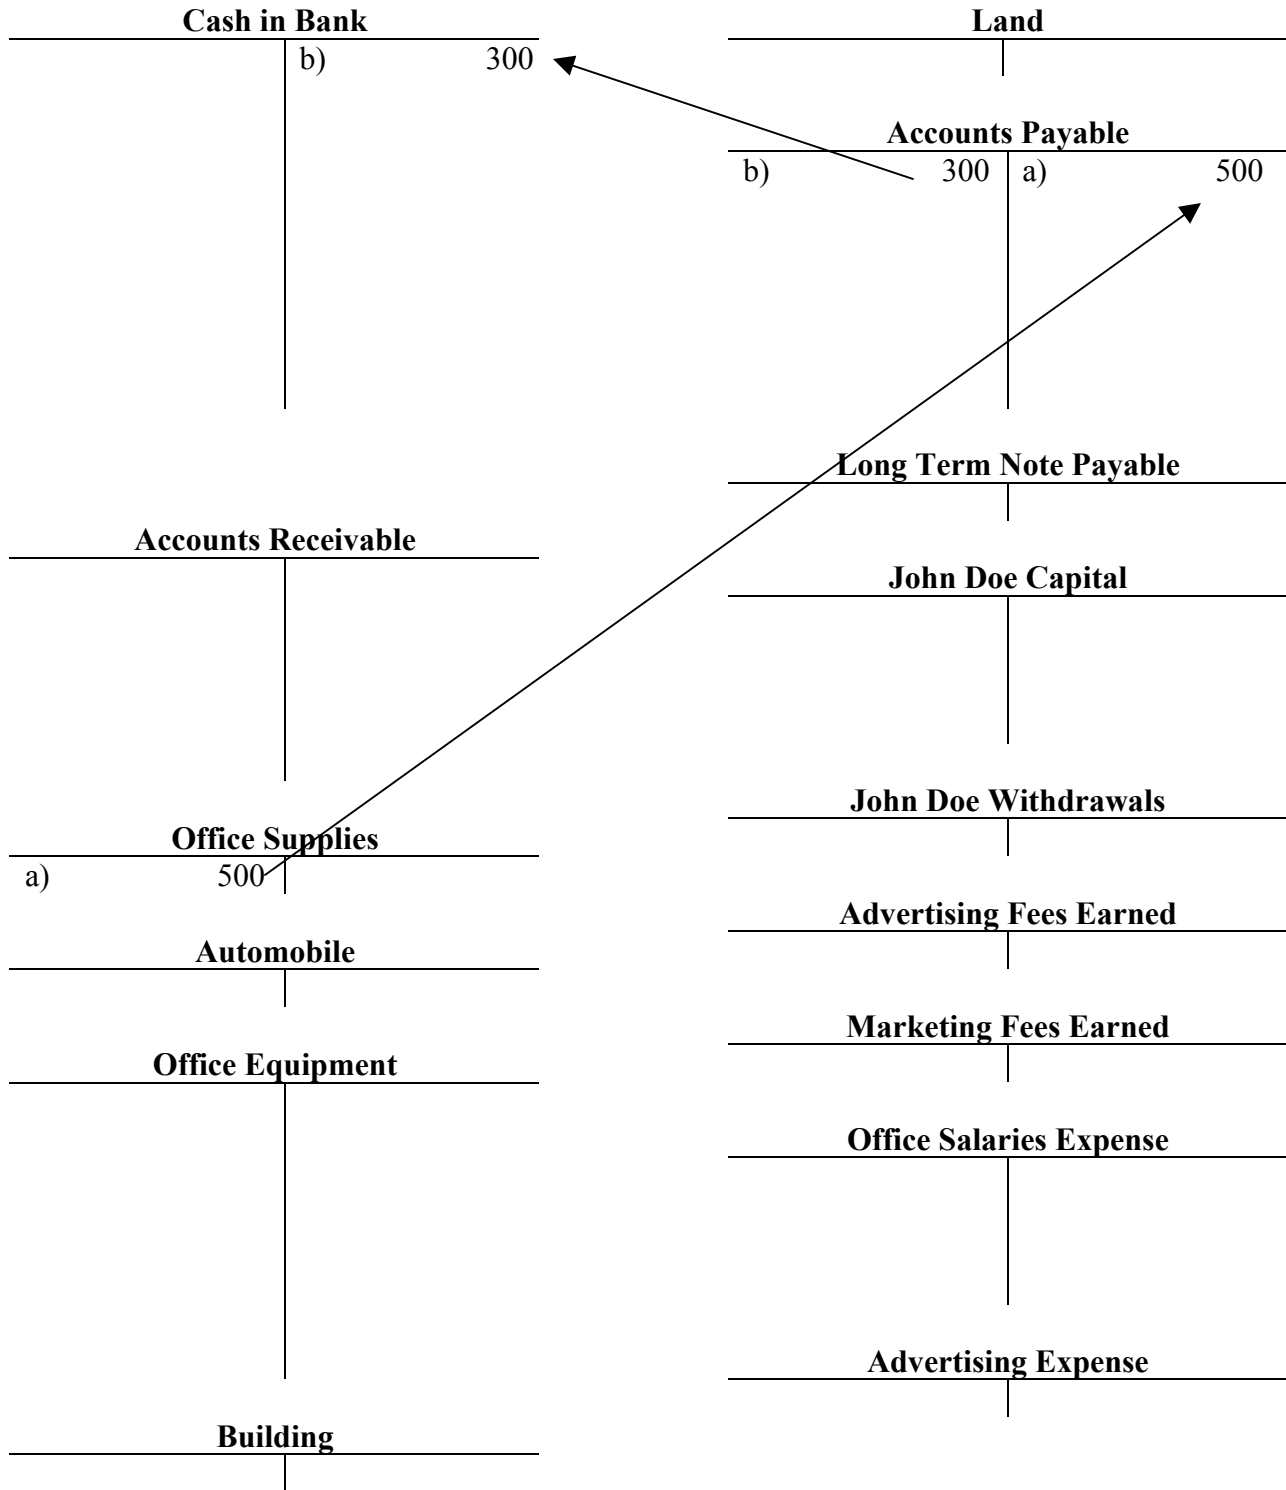 Cash in Bank
b) 300
Accounts Receivable
Office Supplies
a) 500
Automobile
Office Equipment
Building
Land
Accounts Payable
b) 300 a) 500
Long Term Note Payable
John Doe Capital
John Doe Withdrawals
Advertising Fees Earned
Marketing Fees Earned
Office Salaries Expense
Advertising Expense